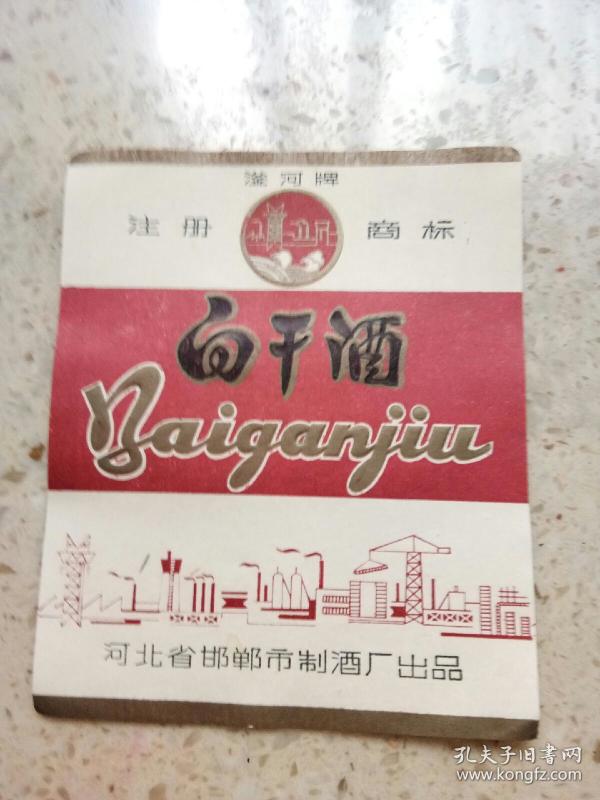 滏河牌
注册 商标
白干酒
Baiganjiu
河北省邯郸市制酒厂出品
孔夫子旧书网
www.kongfz.com